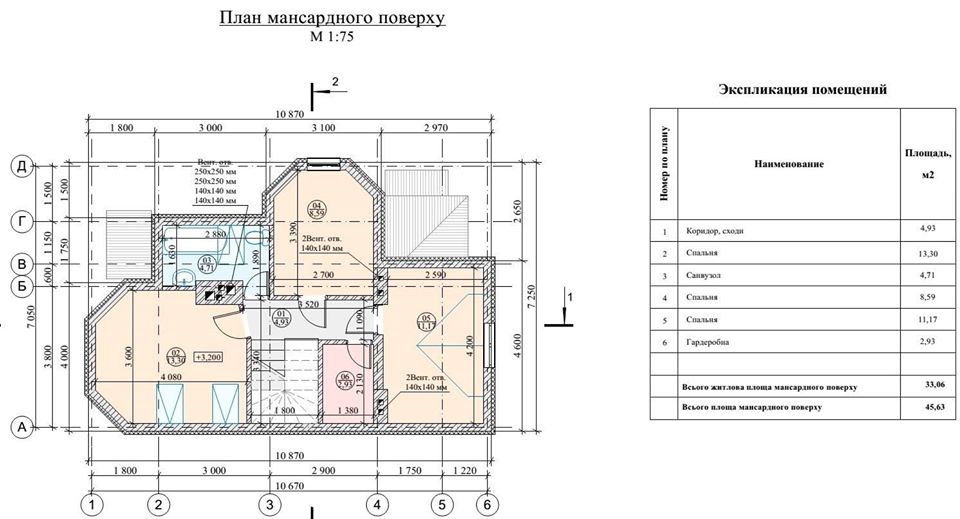 План мансардного поверху
М 1:75
2
10 870
1 800
3 000
3 100
2 970
Вент. отв.
250х250 мм
250х250 мм
140х140 мм
140х140 мм
Д
Г
В
Б
А
1 500
1 500
1 150
1 750
600
3 800
4 000
7 050
2 650
4 600
7 250
1
04
8,59
3 390
2 880
1 630
1 890
03
4,71
2Вент. отв.
140х140 мм
2 700
2 590
3 520
01
4,93
1 090
05
11,17
4 200
02
13,30
+3,200
3 600
4 080
3 340
06
2,93
2 130
2Вент. отв.
140х140 мм
1 800
1 380
10 870
1 800
3 000
2 900
1 750
1 220
10 670
1
2
3
4
5
6
Экспликация помещений
Номер по плану
Наименование
Площадь,
м2
1 Коридор, сходи 4,93
2 Спальня 13,30
3 Санвузол 4,71
4 Спальня 8,59
5 Спальня 11,17
6 Гардеробна 2,93
Всього житлова площа мансардного поверху 33,06
Всього площа мансардного поверху 45,63